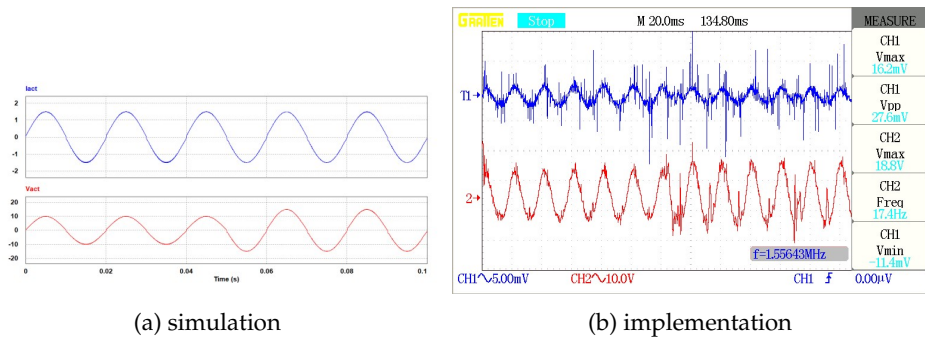 Iact
2
1
0
-1
-2
Vact
20
10
0
-10
-20
0 0.02 0.04 0.06 0.08 0.1
Time (s)
(a) simulation
GRATTEN Stop M 20.0ms 134.80ms MEASURE
CH1
Vmax
16.2mV
CH1
Vpp
27.6mV
CH2
Vmax
18.8V
CH2
Freq
17.4Hz
CH1
Vmin
-11.4mV
T1
2
f=1.55643MHz
CH1 5.00mV CH2 10.0V CH1 0.00μV
(b) implementation